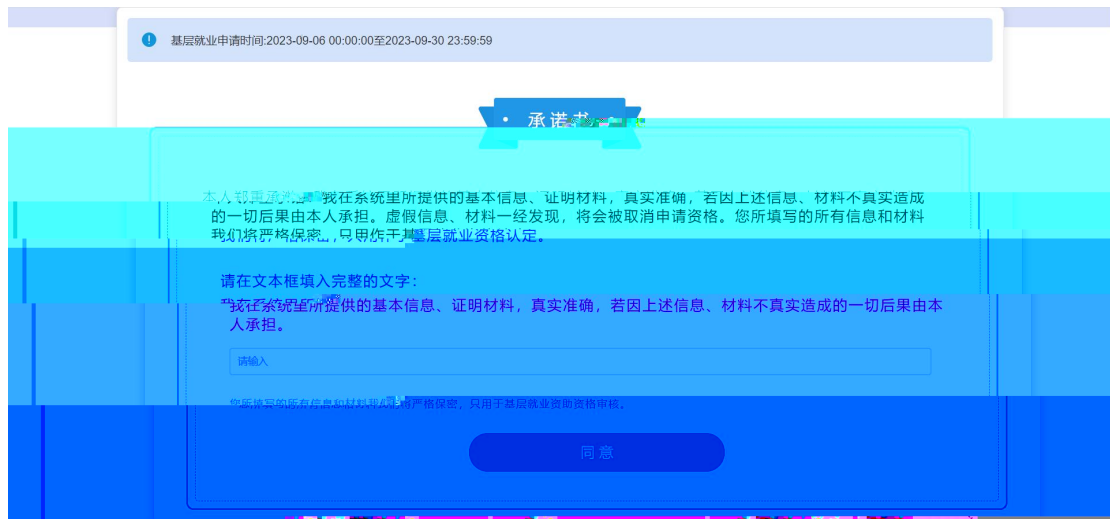 基层就业申请时间:2023-09-06 00:00:00至2023-09-30 23:59:59
· 承诺书 ·
本人郑重承诺：我在系统里所提供的基本信息、证明材料，真实准确，若因上述信息、材料不真实造成
的一切后果由本人承担。虚假信息、材料一经发现，将会被取消申请资格。您所填写的所有信息和材料
我们将严格保密，只用作于基层就业资格认定。
请在文本框填入完整的文字：
我在系统里所提供的基本信息、证明材料，真实准确，若因上述信息、材料不真实造成的一切后果由本
人承担。
请输入
您所填写的所有信息和材料我们将严格保密，只用于基层就业资助资格审核。
同意